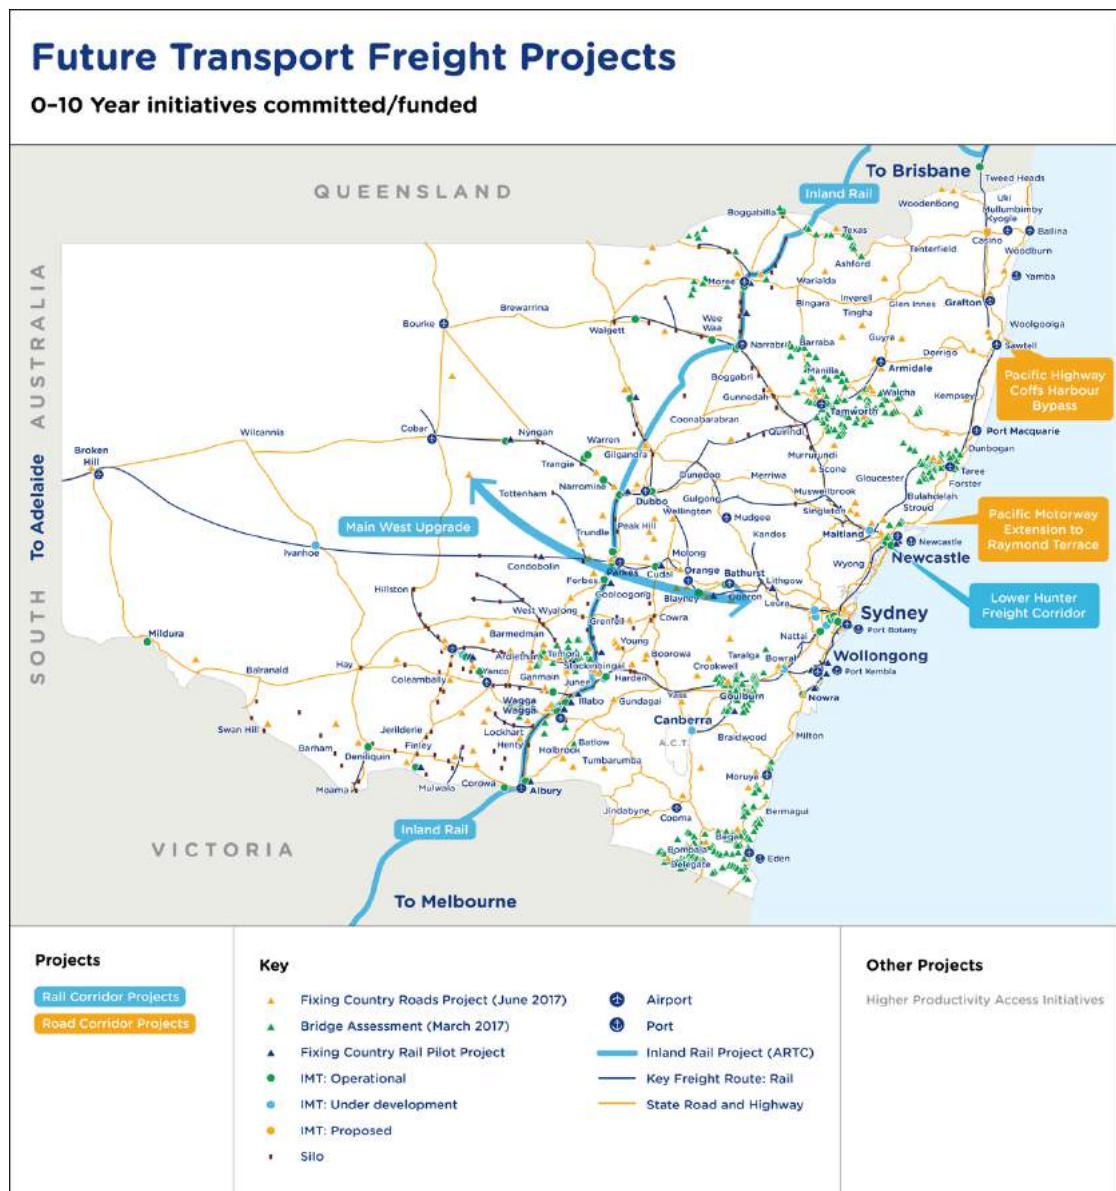 Future Transport Freight Projects
0–10 Year initiatives committed/funded
To Brisbane
Tweed Heads
QUEENSLAND
Inland Rail
Woodenbong
Uki
Mullumbimby
Kyogle
Boggabilla
Texas
Ballina
Casino
Tenterfield
Woodburn
Ashford
SOUTH AUSTRALIA
To Adelaide
Moree
Warialda
Yamba
Bingara
Inverell
Glen Innes
Grafton
Brewarrina
Tingha
Bourke
Walgett
Wee
Waa
Woolgoolga
Narrabri
Barraba
Guyra
Dorrigo
Sawtell
Boggabri
Manilla
Armidale
Pacific Highway
Coffs Harbour
Bypass
Gunnedah
Walcha
Kempsey
Tamworth
Coonabarabran
Cobar
Nyngan
Warren
Quirindi
Port Macquarie
Wilcannia
Gilgandra
Murrurundi
Dunbogan
Broken
Hill
Trangie
Dunedoo
Merriwa
Scone
Gloucester
Taree
Forster
Narromine
Tottenham
Dubbo
Gulgong
Muswellbrook
Bulahdelah
Wellington
Singleton
Stroud
Main West Upgrade
Trundle
Peak Hill
Mudgee
Maitland
Pacific Motorway
Extension to
Raymond Terrace
Kandos
Newcastle
Newcastle
Ivanhoe
Molong
Condobolin
Parkes
Cudal
Orange
Bathurst
Lithgow
Wyong
Hillston
Forbes
Blayney
Oberon
Leura
Lower Hunter
Freight Corridor
Gooloogong
West Wyalong
Grenfell
Cowra
Sydney
Port Botany
Mildura
Barmedman
Young
Nattai
Ardlethan
Temora
Boorowa
Taralga
Bowral
Wollongong
Balranald
Hay
Stockinbingal
Crookwell
Port Kembla
Coleambally
Yanco
Ganmain
Junee
Harden
Yass
Goulburn
Nowra
Wagga
Wagga
Illabo
Gundagai
Canberra
Swan Hill
Jerilderie
Lockhart
A.C.T.
Braidwood
Milton
Barham
Finley
Henty
Holbrook
Batlow
Deniliquin
Tumbarumba
Moruya
Moama
Mulwala
Corowa
Albury
Jindabyne
Cooma
Bermagui
Inland Rail
Bega
VICTORIA
Bombala
Delegate
Eden
To Melbourne
Projects
Rail Corridor Projects
Road Corridor Projects
Key
Fixing Country Roads Project (June 2017)
Bridge Assessment (March 2017)
Fixing Country Rail Pilot Project
IMT: Operational
IMT: Under development
IMT: Proposed
Silo
Airport
Port
Inland Rail Project (ARTC)
Key Freight Route: Rail
State Road and Highway
Other Projects
Higher Productivity Access Initiatives